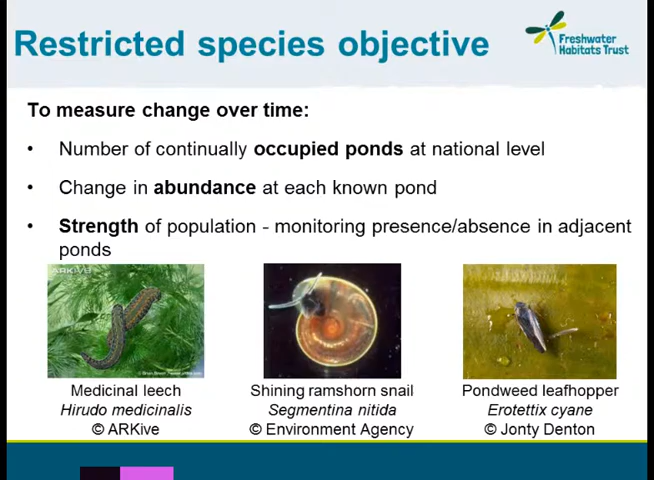 Restricted species objective
Freshwater
Habitats Trust
To measure change over time:
• Number of continually occupied ponds at national level
• Change in abundance at each known pond
• Strength of population - monitoring presence/absence in adjacent
ponds
ARKive
Medicinal leech
Hirudo medicinalis
© ARKive
Shining ramshorn snail
Segmentina nitida
© Environment Agency
Pondweed leafhopper
Erotettix cyane
© Jonty Denton